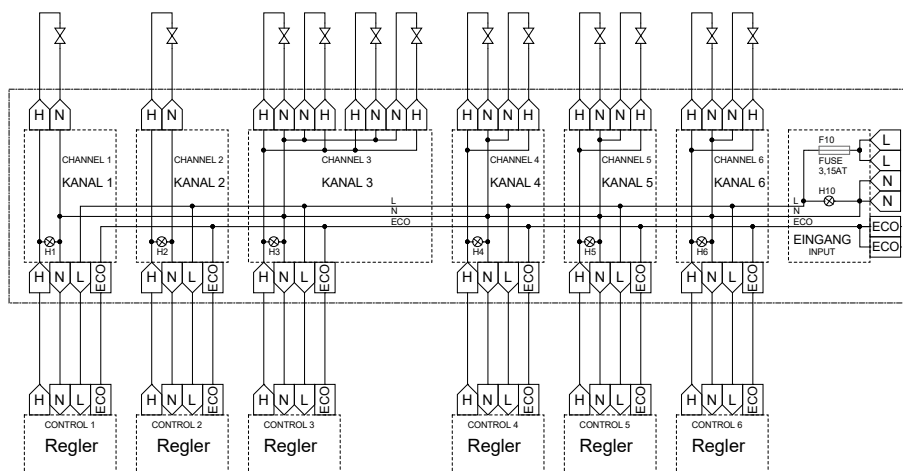 H N H N H N N H H N N H H N N H H N N H H N N H
CHANNEL 1 CHANNEL 2 CHANNEL 3 CHANNEL 4 CHANNEL 5 CHANNEL 6
KANAL 1 KANAL 2 KANAL 3 KANAL 4 KANAL 5 KANAL 6
F10 L
FUSE L
3,15AT
H10 N
N
L L
N N
ECO ECO
ECO
EINGANG ECO
INPUT
H1 H2 H3 H4 H5 H6
H N L ECO H N L ECO H N L ECO H N L ECO H N L ECO H N L ECO
H N L ECO H N L ECO H N L ECO H N L ECO H N L ECO H N L ECO
CONTROL 1 CONTROL 2 CONTROL 3 CONTROL 4 CONTROL 5 CONTROL 6
Regler Regler Regler Regler Regler Regler